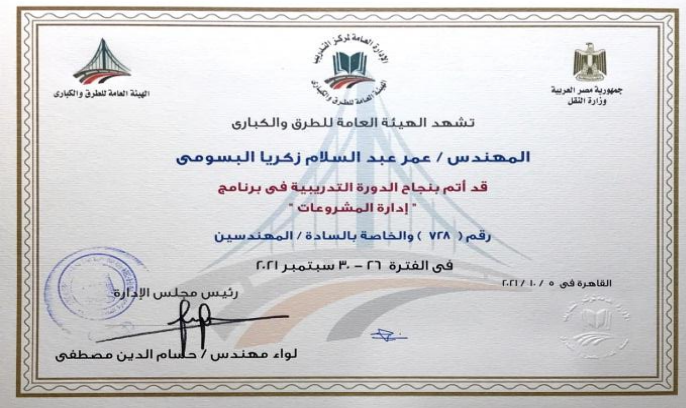 الإدارة العامة لمركز التدريب
الهيئة العامة للطرق والكبارى
جمهورية مصر العربية
وزارة النقل
الهيئة العامة للطرق والكبارى
تشهد الهيئة العامة للطرق والكبارى
المهندس / عمر عبد السلام زكريا البسومى
قد أتم بنجاح الدورة التدريبية فى برنامج
" إدارة المشروعات "
رقم ( ٧٢٨ ) والخاصة بالسادة / المهندسين
فى الفترة ٢٦ – ٣٠ سبتمبر ٢٠٢١
القاهرة فى ٥ / ١٠ / ٢٠٢١
رئيس مجلس الإدارة
لواء مهندس / حسام الدين مصطفى